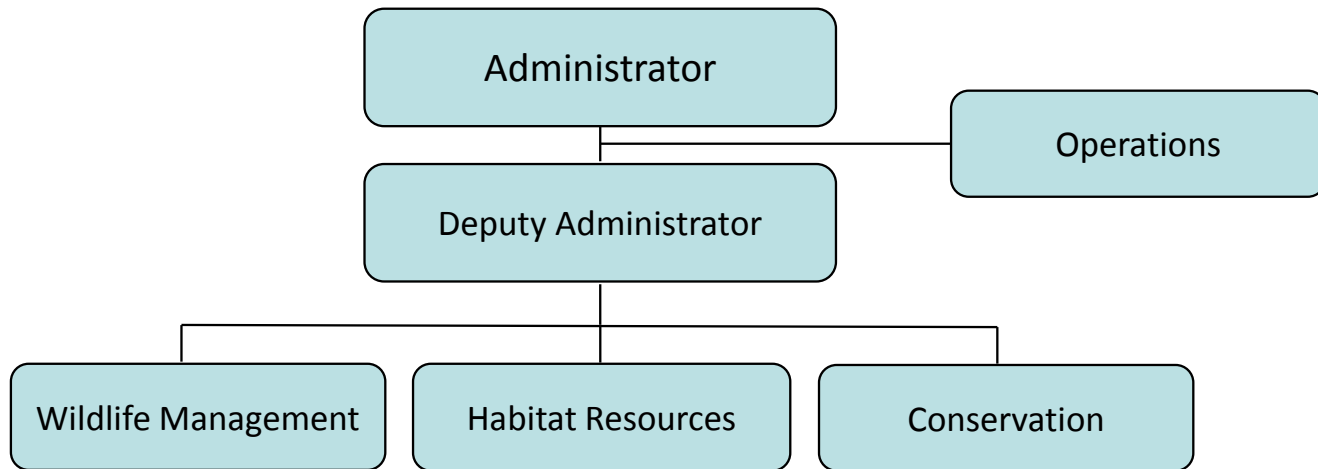 Administrator
Operations
Deputy Administrator
Wildlife Management
Habitat Resources
Conservation